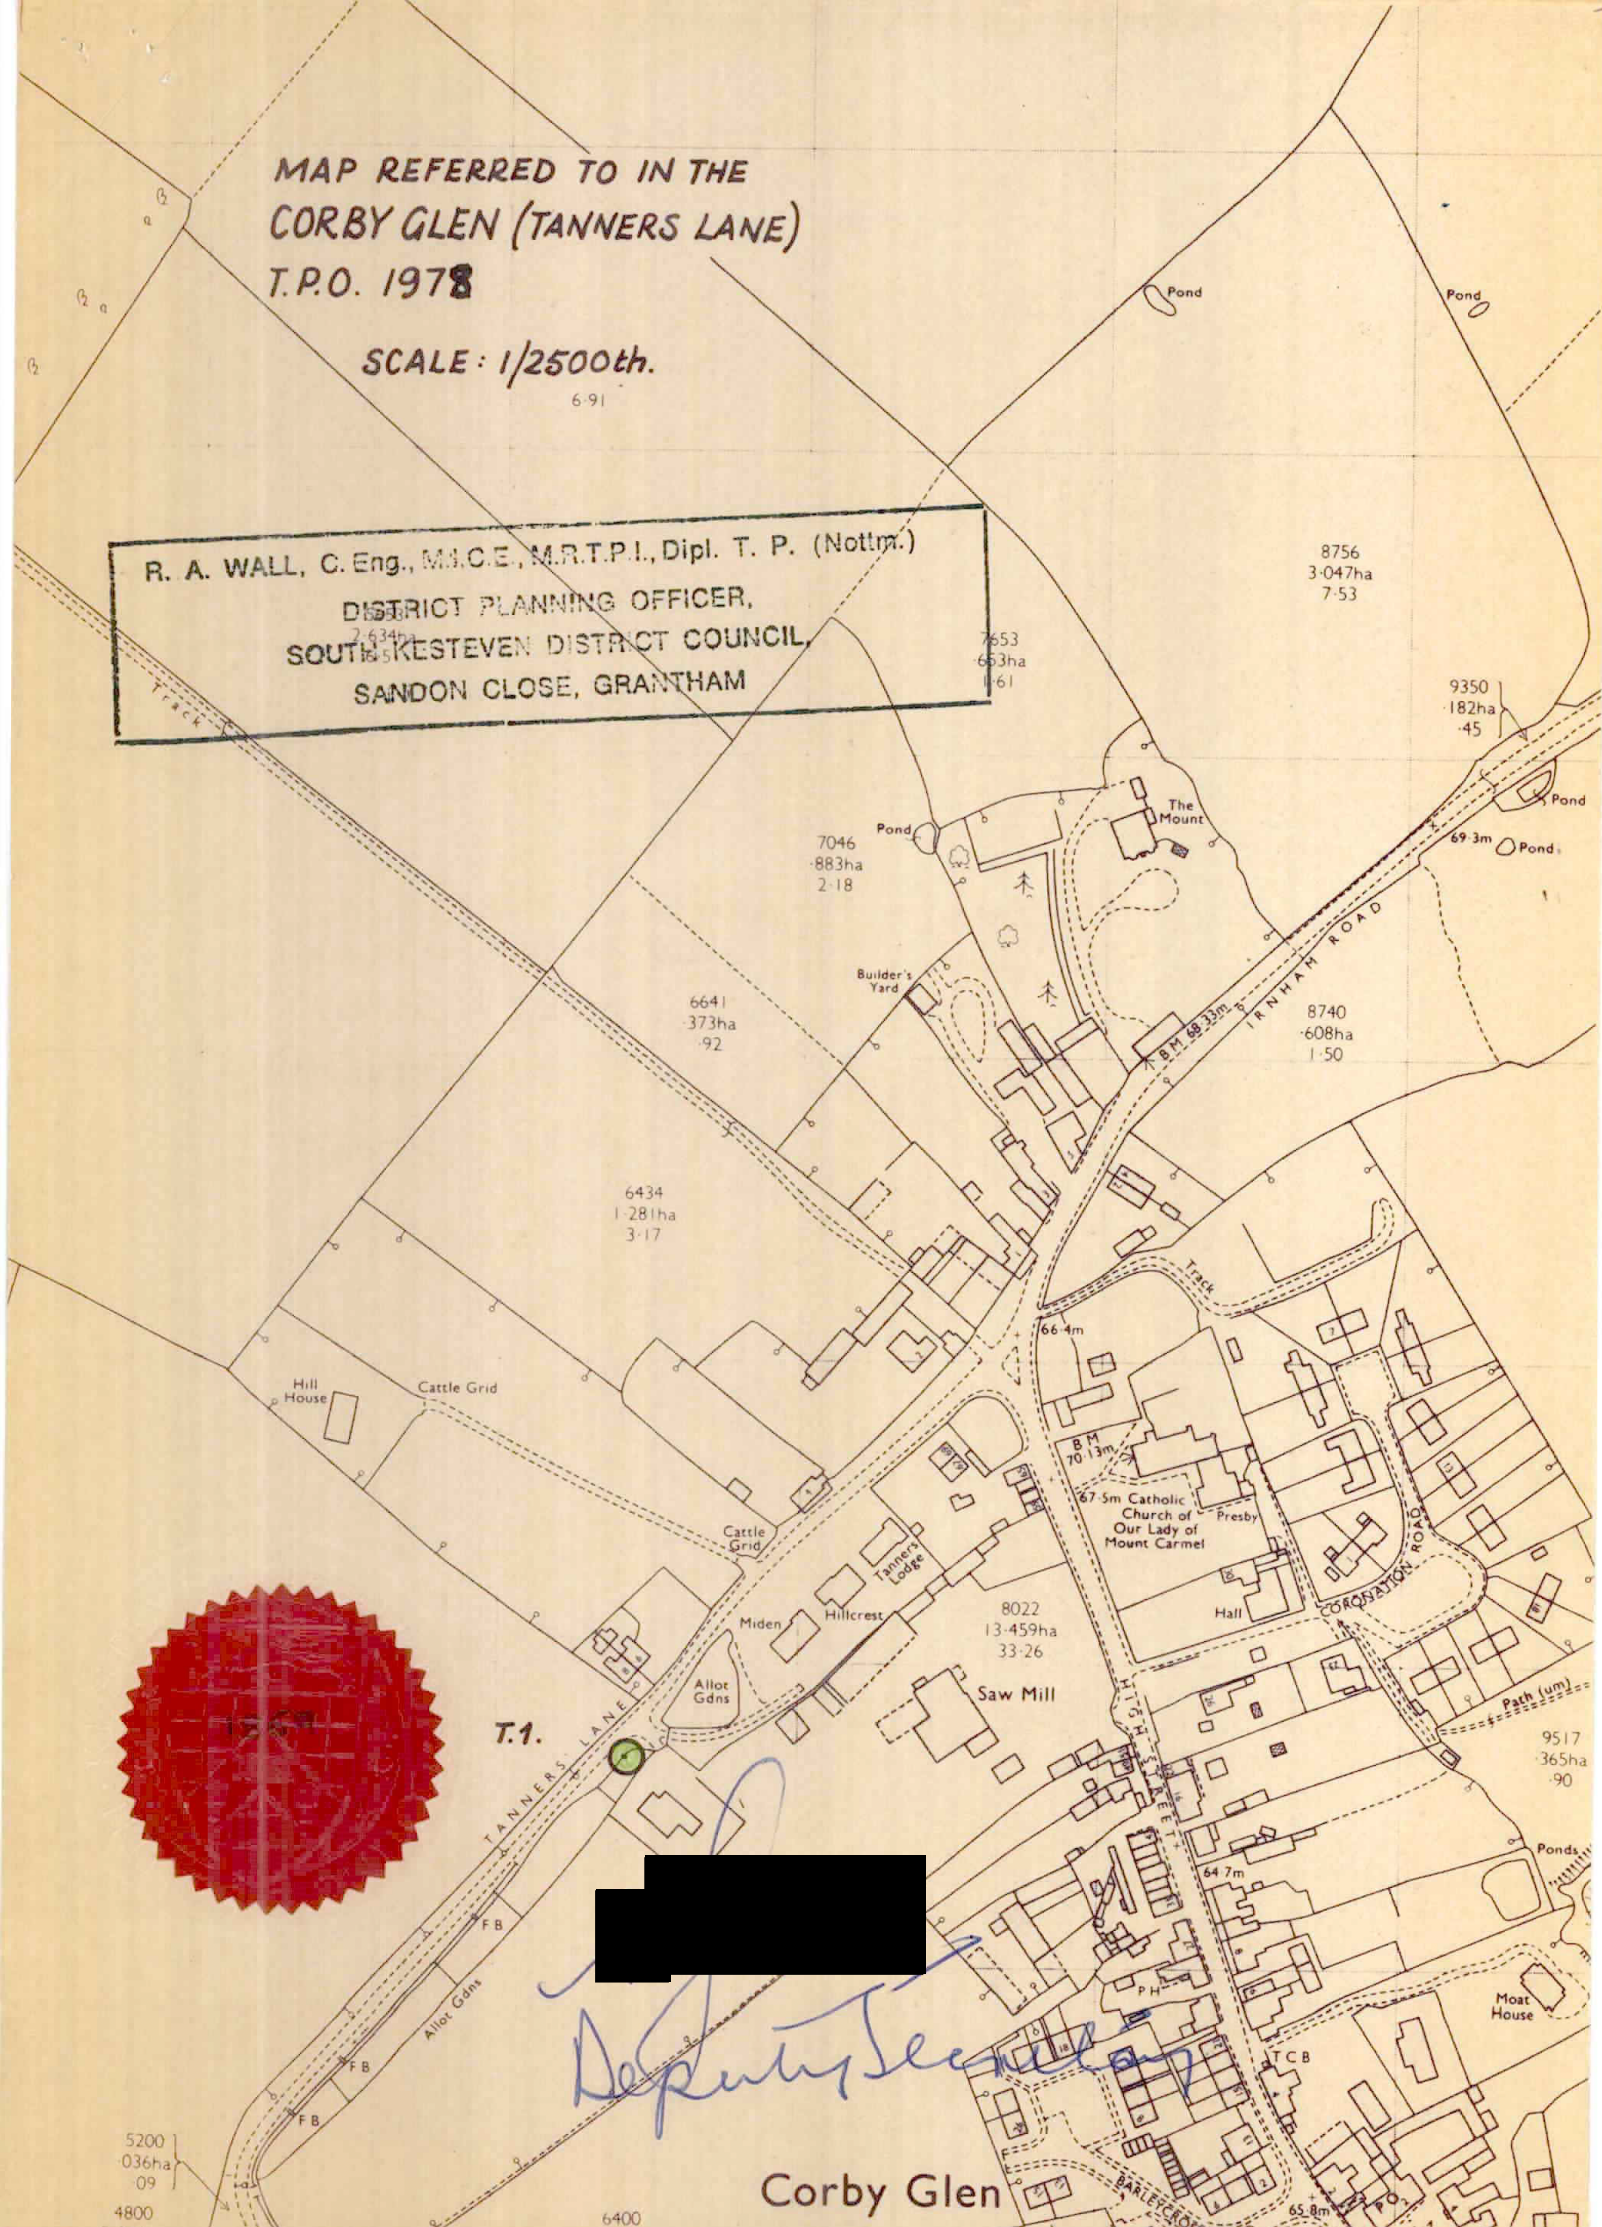 MAP REFERRED TO IN THE
CORBY GLEN (TANNERS LANE)
T.P.O. 1978
SCALE: 1/2500th.
6·91
Pond
Pond
R. A. WALL, C. Eng., M.I.C.E., M.R.T.P.I., Dipl. T. P. (Nottm.)
DISTRICT PLANNING OFFICER,
SOUTH KESTEVEN DISTRICT COUNCIL,
SANDON CLOSE, GRANTHAM
2·634ha
Track
8756
3·047ha
7·53
7653
·653ha
1·61
9350
·182ha
·45
The
Mount
Pond
69·3m
Pond
Pond
7046
·883ha
2·18
IRNHAM ROAD
Builder's
Yard
BM 68·33m
8740
·608ha
1·50
6641
·373ha
·92
6434
1·281ha
3·17
Track
66·4m
Hill
House
Cattle Grid
BM
70·13m
67·5m
Catholic
Church of
Our Lady of
Mount Carmel
Presby
Cattle
Grid
Tanners
Lodge
CORONATION ROAD
Hall
Miden
Hillcrest
8022
13·459ha
33·26
Allot
Gdns
Saw Mill
HIGH STREET
Path (um)
T.1.
TANNERS LANE
9517
·365ha
·90
Ponds
64·7m
FB
Allot Gdns
PH
Moat
House
Deputy Secretary
TCB
FB
FB
5200
·036ha
·09
Corby Glen
65·8m
PO
4800
6400